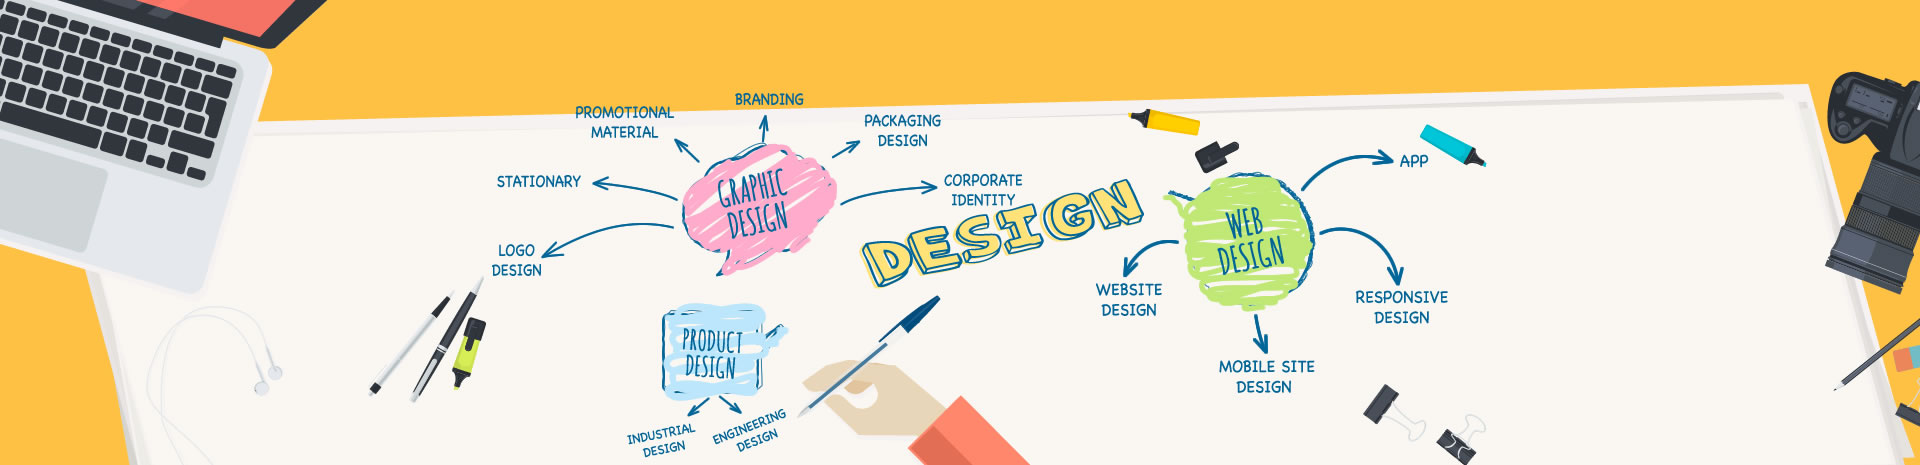 BRANDING
PROMOTIONAL
MATERIAL
PACKAGING
DESIGN
STATIONARY
GRAPHIC
DESIGN
CORPORATE
IDENTITY
LOGO
DESIGN
DESIGN
APP
WEB
DESIGN
WEBSITE
DESIGN
RESPONSIVE
DESIGN
MOBILE SITE
DESIGN
PRODUCT
DESIGN
INDUSTRIAL
DESIGN
ENGINEERING
DESIGN